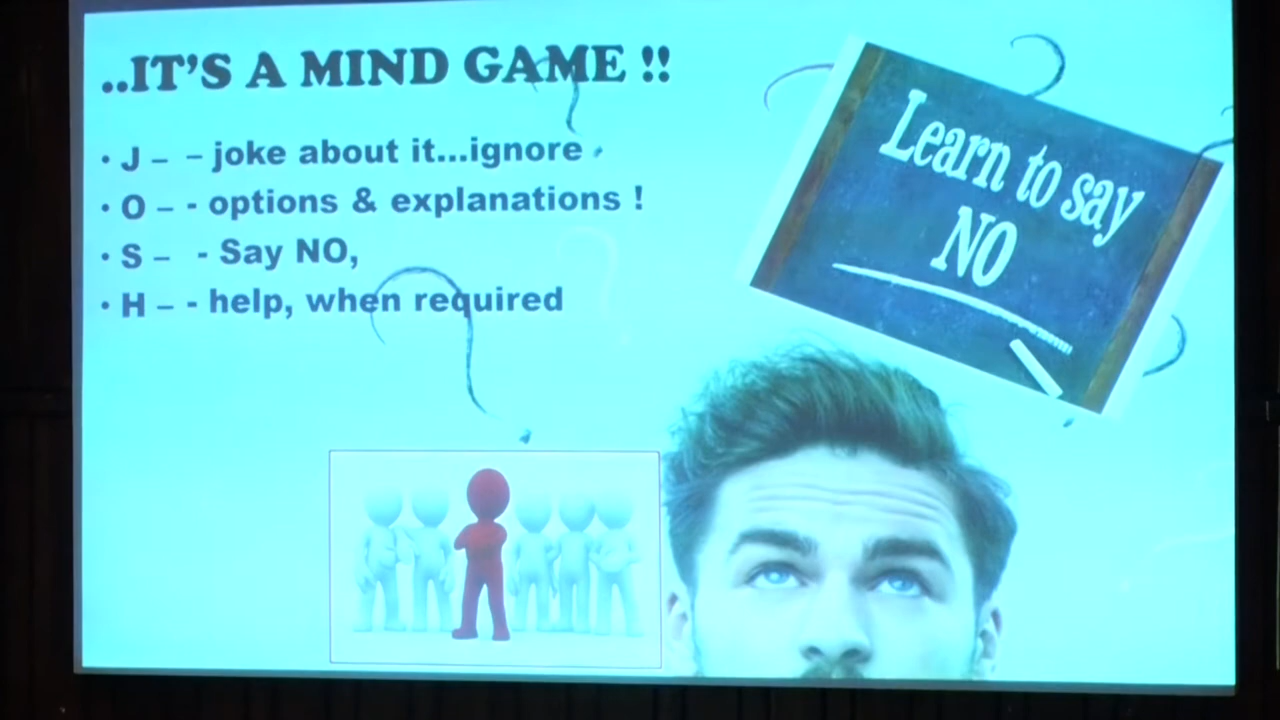 ..IT'S A MIND GAME !!
• J – – joke about it...ignore
• O – - options & explanations !
• S – - Say NO,
• H – - help, when required
Learn to say
NO